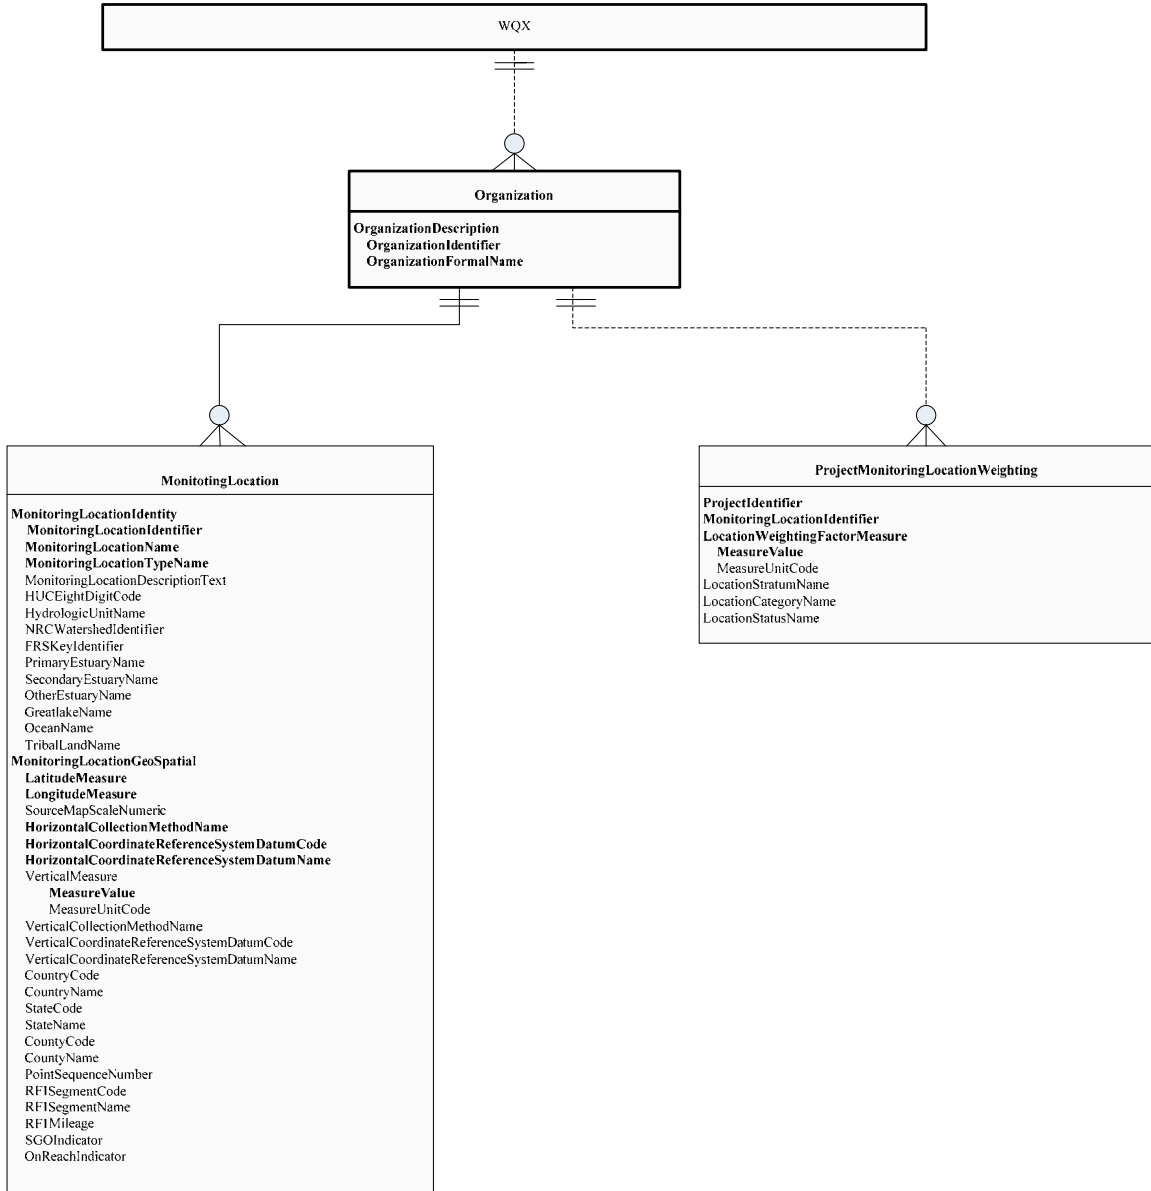 WQX
Organization
OrganizationDescription
OrganizationIdentifier
OrganizationFormalName
MonitotingLocation
MonitoringLocationIdentity
MonitoringLocationIdentifier
MonitoringLocationName
MonitoringLocationTypeName
MonitoringLocationDescriptionText
HUCEightDigitCode
HydrologicUnitName
NRCWatershedIdentifier
FRSKeyIdentifier
PrimaryEstuaryName
SecondaryEstuaryName
OtherEstuaryName
GreatlakeName
OceanName
TribalLandName
MonitoringLocationGeoSpatial
LatitudeMeasure
LongitudeMeasure
SourceMapScaleNumeric
HorizontalCollectionMethodName
HorizontalCoordinateReferenceSystemDatumCode
HorizontalCoordinateReferenceSystemDatumName
VerticalMeasure
MeasureValue
MeasureUnitCode
VerticalCollectionMethodName
VerticalCoordinateReferenceSystemDatumCode
VerticalCoordinateReferenceSystemDatumName
CountryCode
CountryName
StateCode
StateName
CountyCode
CountyName
PointSequenceNumber
RF1SegmentCode
RF1SegmentName
RF1Mileage
SGOIndicator
OnReachIndicator
ProjectMonitoringLocationWeighting
ProjectIdentifier
MonitoringLocationIdentifier
LocationWeightingFactorMeasure
MeasureValue
MeasureUnitCode
LocationStratumName
LocationCategoryName
LocationStatusName